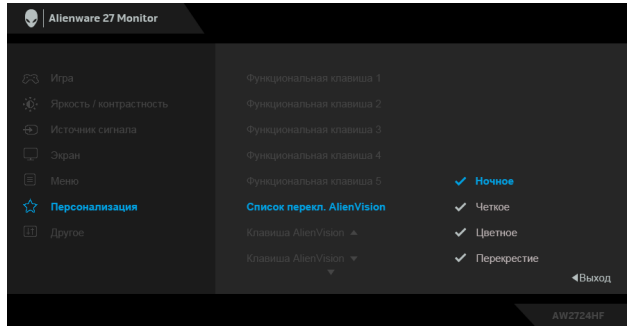 Alienware 27 Monitor
Игра
Функциональная клавиша 1
Яркость / контрастность
Функциональная клавиша 2
Источник сигнала
Функциональная клавиша 3
Экран
Функциональная клавиша 4
Меню
Функциональная клавиша 5
Ночное
Персонализация
Список перекл. AlienVision
Четкое
Другое
Клавиша AlienVision ▲
Цветное
Клавиша AlienVision ▼
Перекрестие
◀Выход
AW2724HF